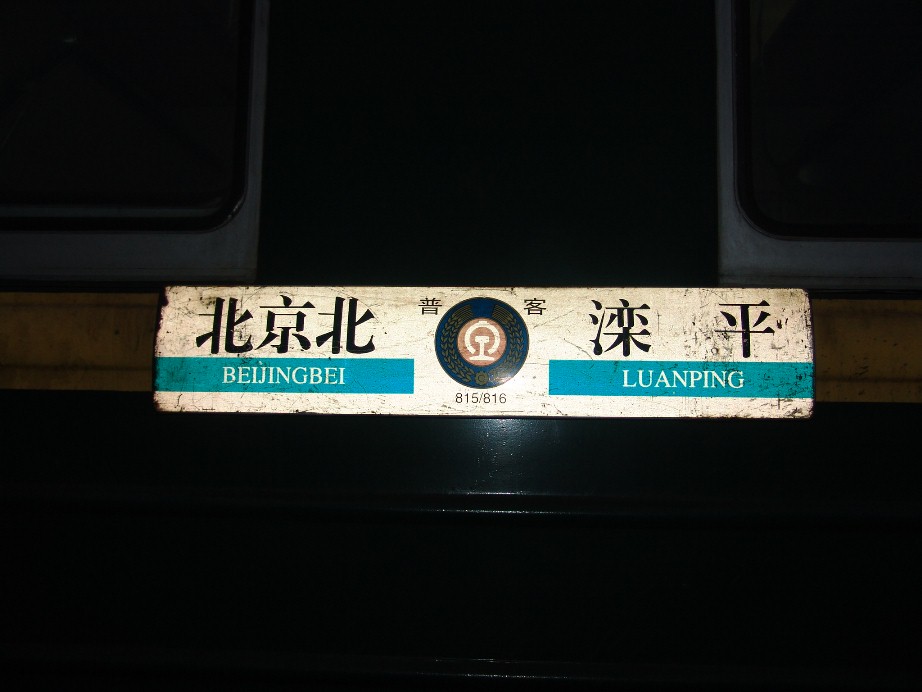 北京北
BEIJINGBEI
普 客
815/816
滦 平
LUANPING